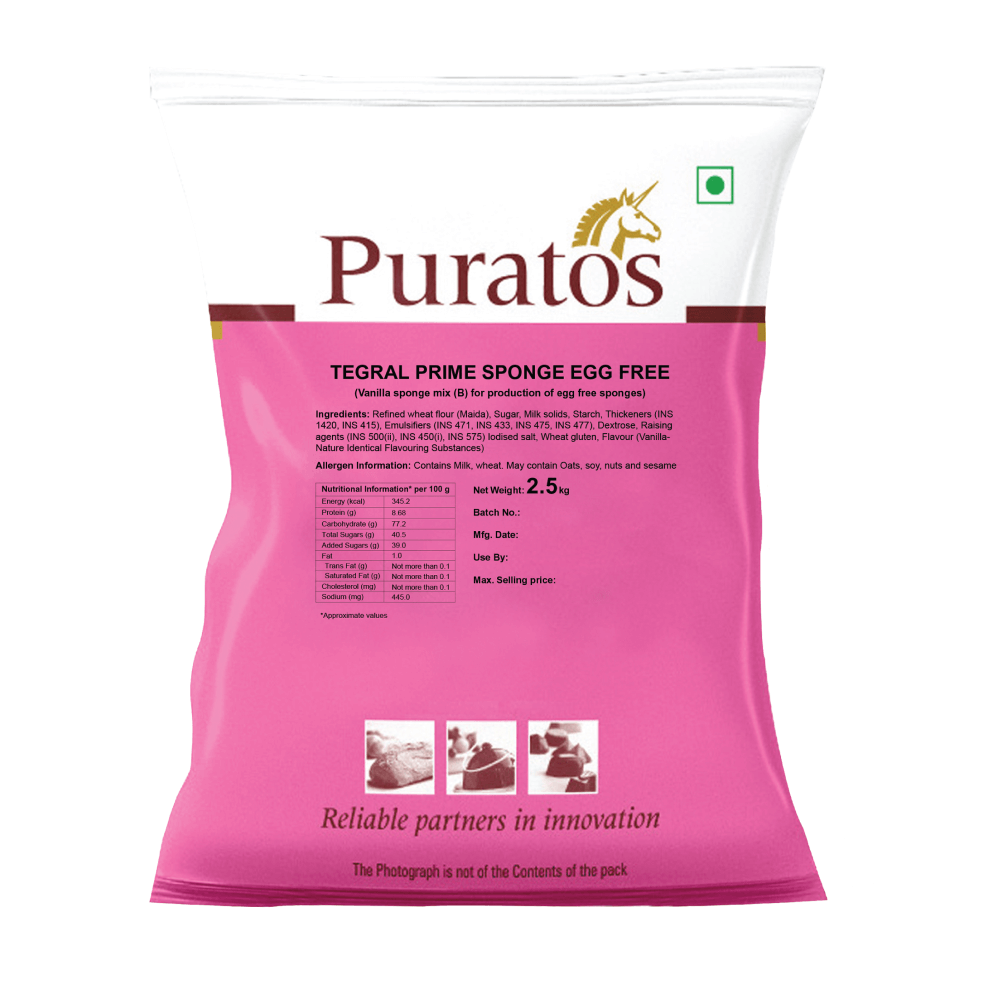 Puratos
TEGRAL PRIME SPONGE EGG FREE
(Vanilla sponge mix (B) for production of egg free sponges)
Ingredients: Refined wheat flour (Maida), Sugar, Milk solids, Starch, Thickeners (INS
1420, INS 415), Emulsifiers (INS 471, INS 433, INS 475, INS 477), Dextrose, Raising
agents (INS 500(ii), INS 450(i), INS 575) Iodised salt, Wheat gluten, Flavour (Vanilla-
Nature Identical Flavouring Substances)
Allergen Information: Contains Milk, wheat. May contain Oats, soy, nuts and sesame
Nutritional Information* per 100 g
Energy (kcal) 345.2
Protein (g) 8.68
Carbohydrate (g) 77.2
Total Sugars (g) 40.5
Added Sugars (g) 39.0
Fat 1.0
Trans Fat (g) Not more than 0.1
Saturated Fat (g) Not more than 0.1
Cholesterol (mg) Not more than 0.1
Sodium (mg) 445.0
*Approximate values
Net Weight: 2.5kg
Batch No.:
Mfg. Date:
Use By:
Max. Selling price:
Reliable partners in innovation
The Photograph is not of the Contents of the pack